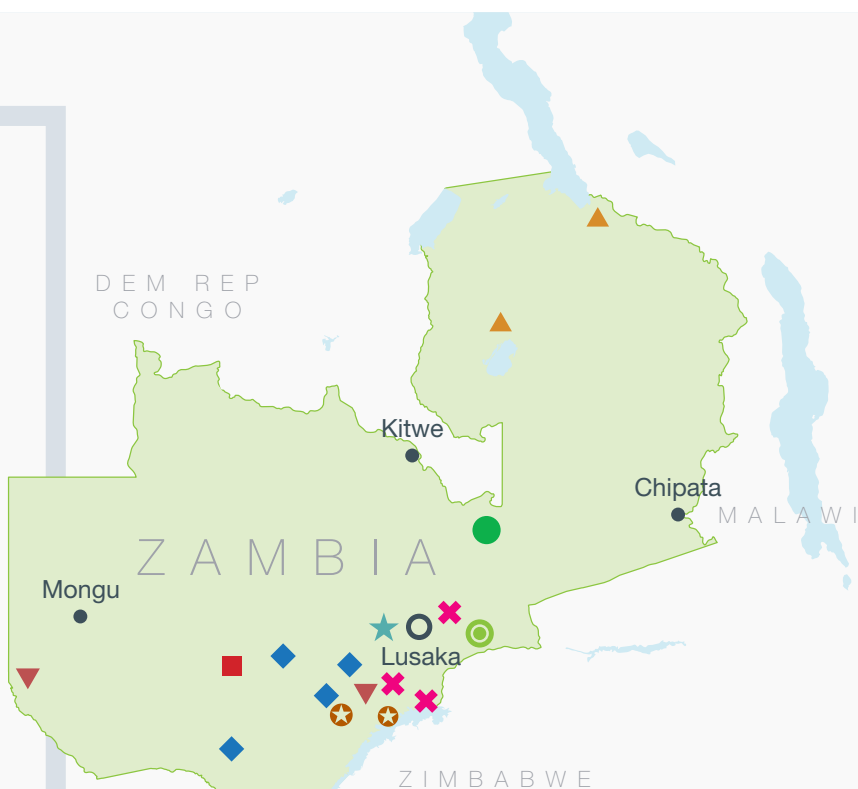 DEM REP
CONGO
Kitwe
Chipata
MALAWI
ZAMBIA
Mongu
Lusaka
ZIMBABWE